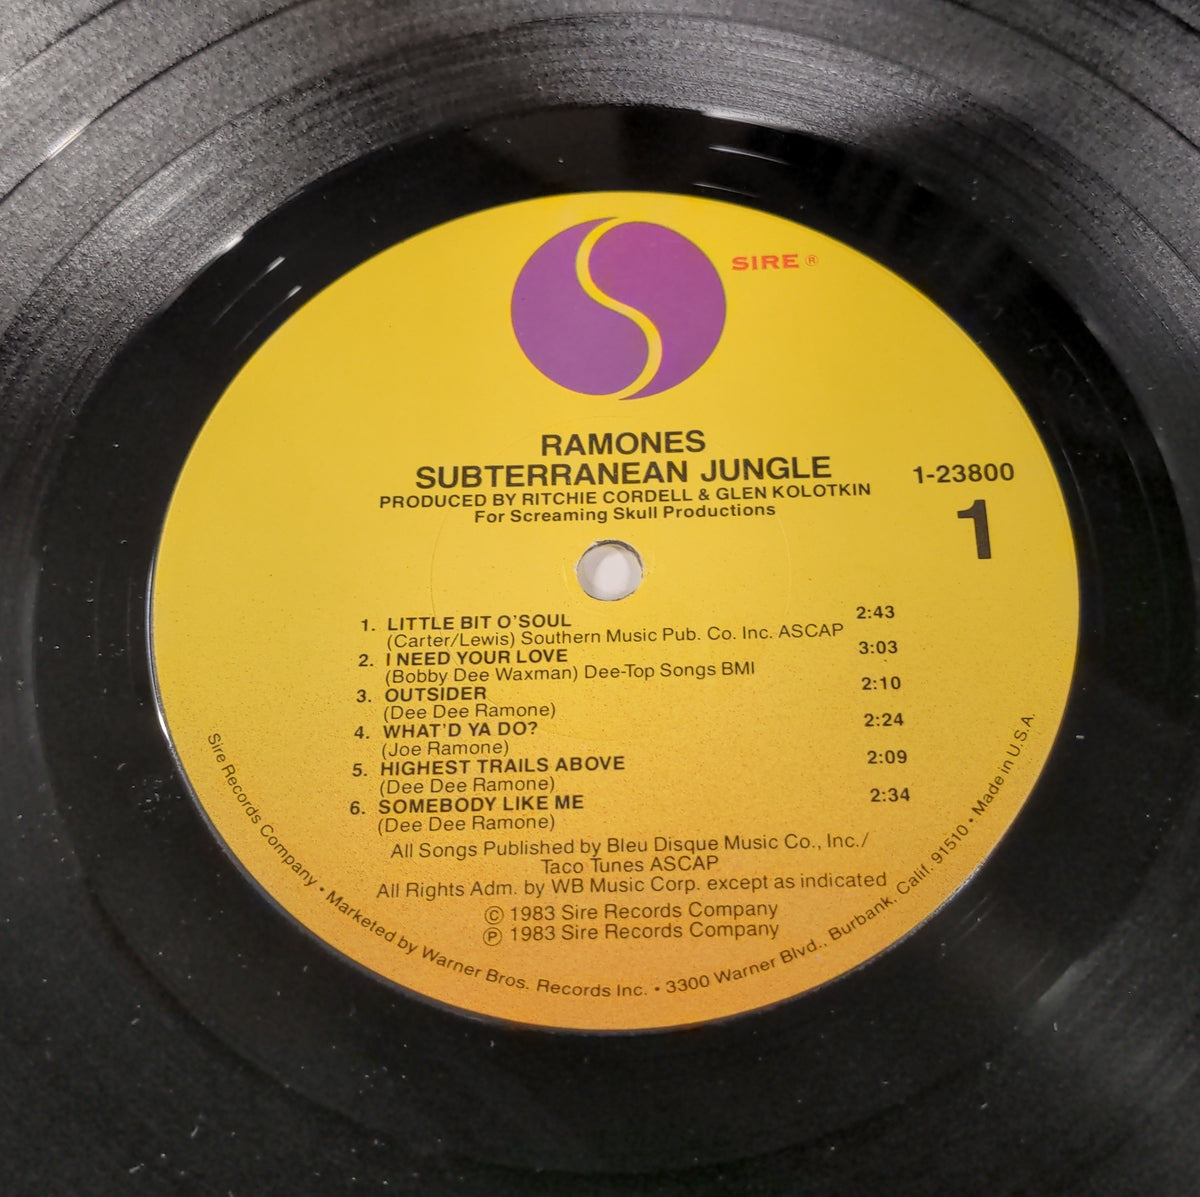 SIRE ®
RAMONES
SUBTERRANEAN JUNGLE
PRODUCED BY RITCHIE CORDELL & GLEN KOLOTKIN
For Screaming Skull Productions
1-23800
1
1. LITTLE BIT O'SOUL 2:43
(Carter/Lewis) Southern Music Pub. Co. Inc. ASCAP
2. I NEED YOUR LOVE 3:03
(Bobby Dee Waxman) Dee-Top Songs BMI
3. OUTSIDER 2:10
(Dee Dee Ramone)
4. WHAT'D YA DO? 2:24
(Joe Ramone)
5. HIGHEST TRAILS ABOVE 2:09
(Dee Dee Ramone)
6. SOMEBODY LIKE ME 2:34
(Dee Dee Ramone)
All Songs Published by Bleu Disque Music Co., Inc./
Taco Tunes ASCAP
All Rights Adm. by WB Music Corp. except as indicated
© 1983 Sire Records Company
℗ 1983 Sire Records Company
Sire Records Company • Marketed by Warner Bros. Records Inc. • 3300 Warner Blvd., Burbank, Calif. 91510 • Made in U.S.A.